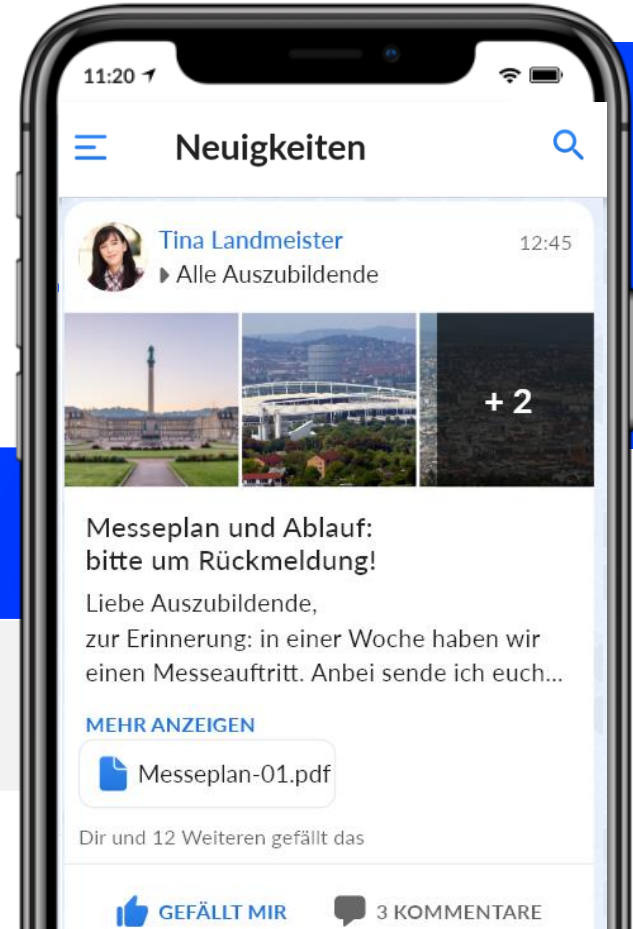 11:20
Neuigkeiten
Tina Landmeister
12:45
Alle Auszubildende
+ 2
Messeplan und Ablauf:
bitte um Rückmeldung!
Liebe Auszubildende,
zur Erinnerung: in einer Woche haben wir
einen Messeauftritt. Anbei sende ich euch...
MEHR ANZEIGEN
Messeplan-01.pdf
Dir und 12 Weiteren gefällt das
GEFÄLLT MIR
3 KOMMENTARE